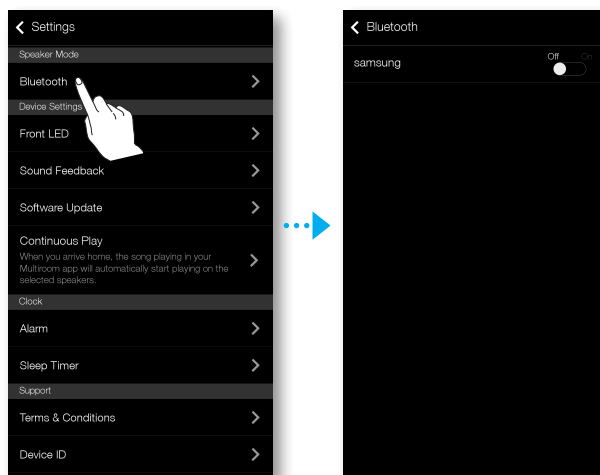 Settings
Speaker Mode
Bluetooth
Device Settings
Front LED
Sound Feedback
Software Update
Continuous Play
When you arrive home, the song playing in your
Multiroom app will automatically start playing on the
selected speakers.
Clock
Alarm
Sleep Timer
Support
Terms & Conditions
Device ID
Bluetooth
samsung
Off On